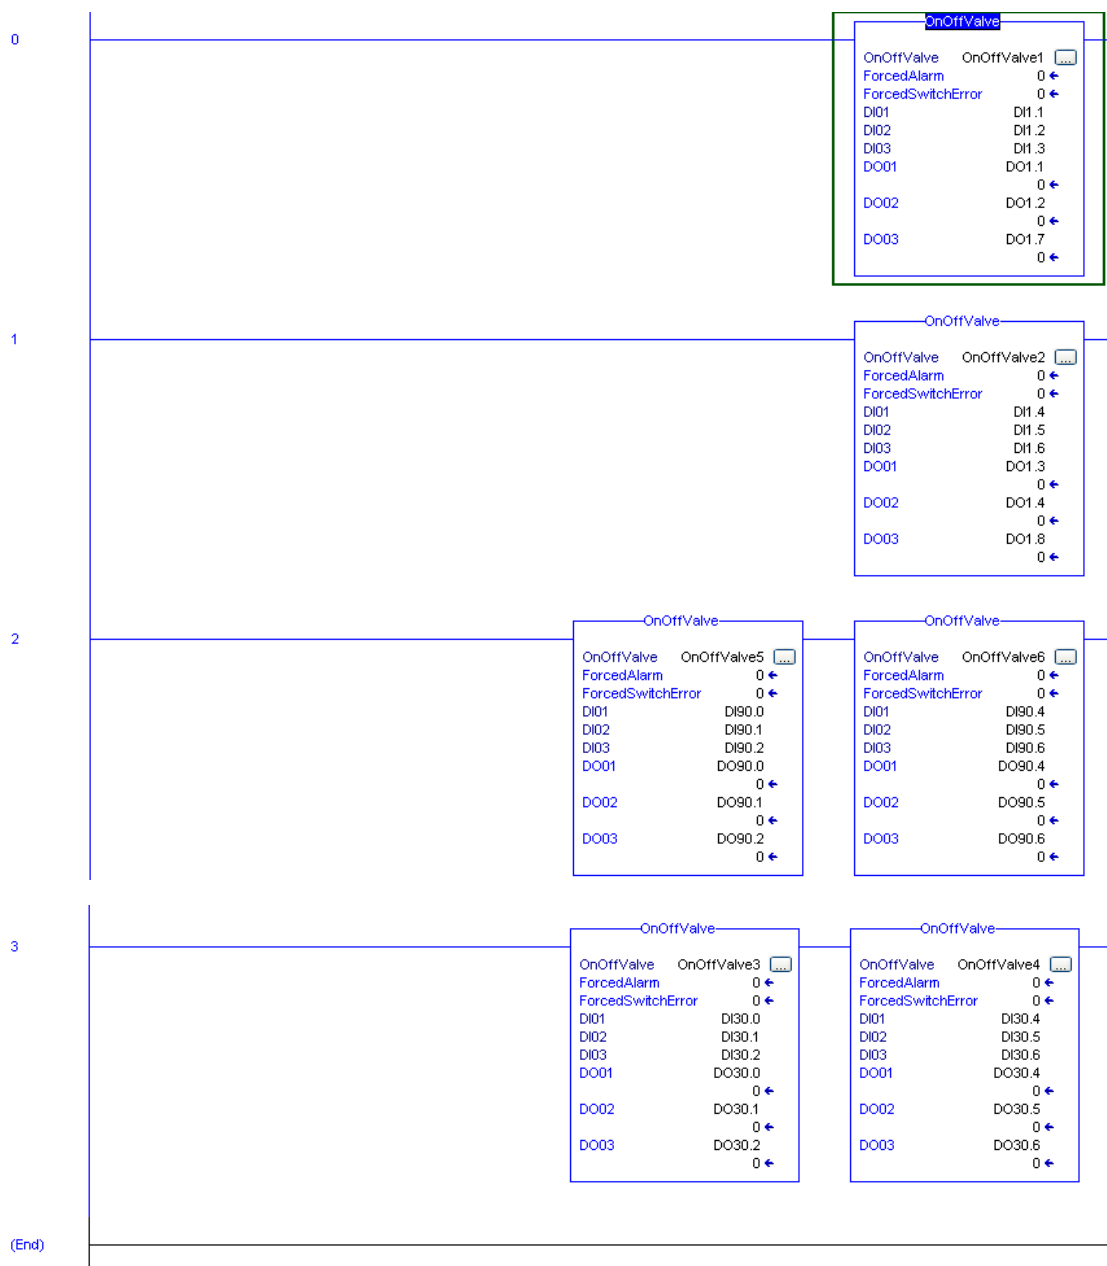 0
OnOffValve
OnOffValve OnOffValve1 ...
ForcedAlarm 0
ForcedSwitchError 0
DI01 DI1.1
DI02 DI1.2
DI03 DI1.3
DO01 DO1.1
0
DO02 DO1.2
0
DO03 DO1.7
0
1
OnOffValve
OnOffValve OnOffValve2 ...
ForcedAlarm 0
ForcedSwitchError 0
DI01 DI1.4
DI02 DI1.5
DI03 DI1.6
DO01 DO1.3
0
DO02 DO1.4
0
DO03 DO1.8
0
2
OnOffValve
OnOffValve OnOffValve5 ...
ForcedAlarm 0
ForcedSwitchError 0
DI01 DI90.0
DI02 DI90.1
DI03 DI90.2
DO01 DO90.0
0
DO02 DO90.1
0
DO03 DO90.2
0
OnOffValve
OnOffValve OnOffValve6 ...
ForcedAlarm 0
ForcedSwitchError 0
DI01 DI90.4
DI02 DI90.5
DI03 DI90.6
DO01 DO90.4
0
DO02 DO90.5
0
DO03 DO90.6
0
3
OnOffValve
OnOffValve OnOffValve3 ...
ForcedAlarm 0
ForcedSwitchError 0
DI01 DI30.0
DI02 DI30.1
DI03 DI30.2
DO01 DO30.0
0
DO02 DO30.1
0
DO03 DO30.2
0
OnOffValve
OnOffValve OnOffValve4 ...
ForcedAlarm 0
ForcedSwitchError 0
DI01 DI30.4
DI02 DI30.5
DI03 DI30.6
DO01 DO30.4
0
DO02 DO30.5
0
DO03 DO30.6
0
(End)